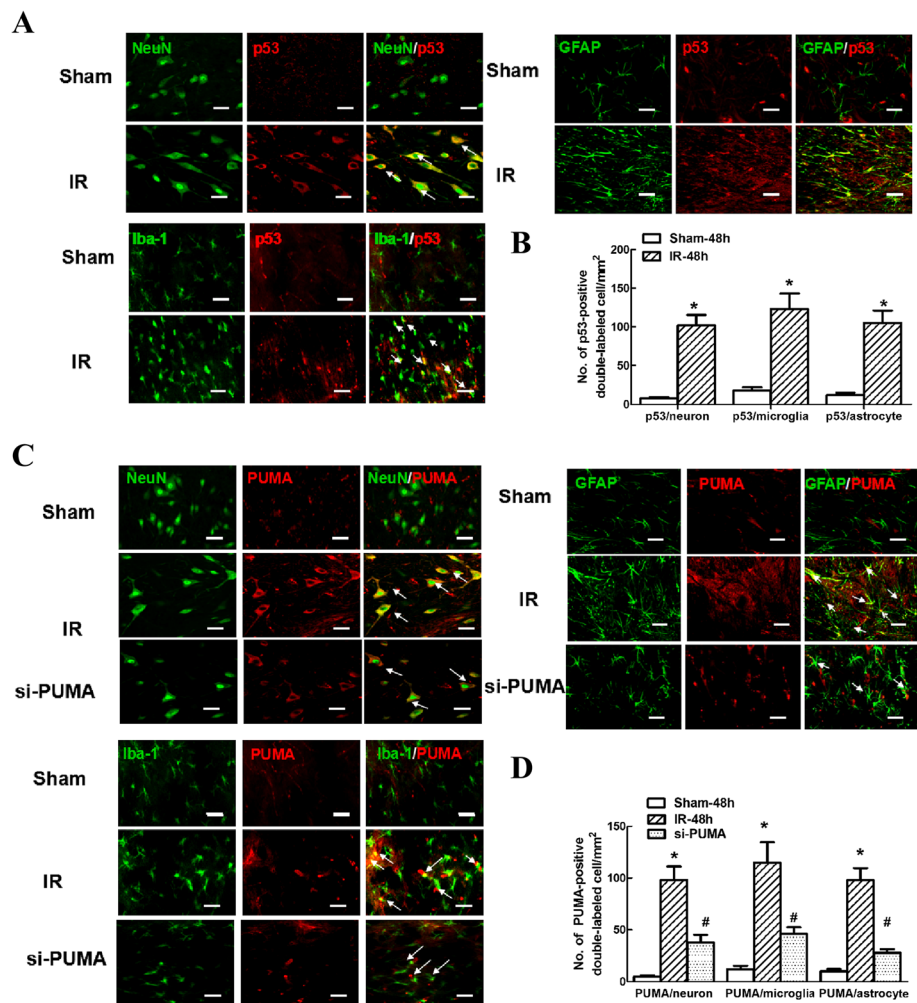 A
NeuN p53 NeuN/p53
Sham
IR
Iba-1 p53 Iba-1/p53
Sham
IR
GFAP p53 GFAP/p53
Sham
IR
B
Sham-48h
IR-48h
No. of p53-positive
double-labeled cell/mm2
200
150
100
50
0
* * *
p53/neuron p53/microglia p53/astrocyte
C
NeuN PUMA NeuN/PUMA
Sham
IR
si-PUMA
Iba-1 PUMA Iba-1/PUMA
Sham
IR
si-PUMA
GFAP PUMA GFAP/PUMA
Sham
IR
si-PUMA
D
Sham-48h
IR-48h
si-PUMA
No. of PUMA-positive
double-labeled cell/mm2
150
100
50
0
* # * # * #
PUMA/neuron PUMA/microglia PUMA/astrocyte